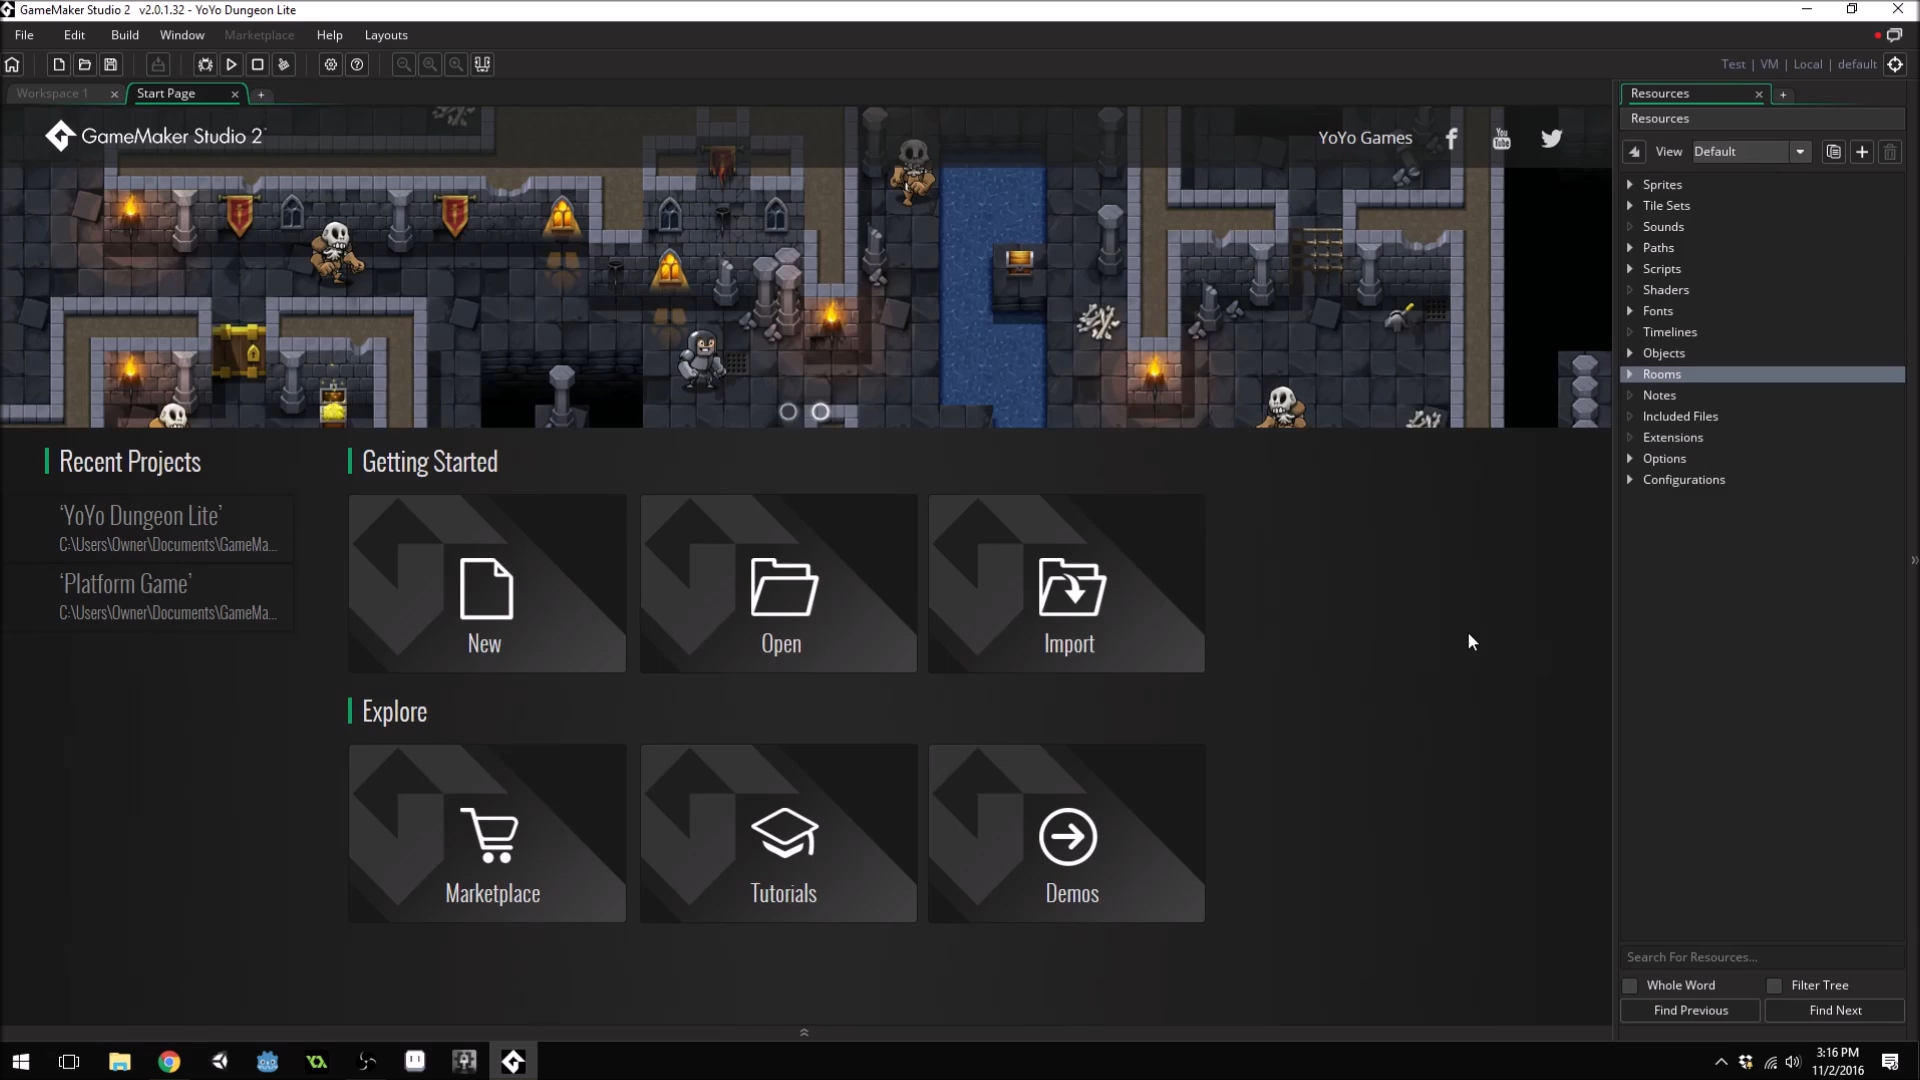 GameMaker Studio 2   v2.0.1.32 - YoYo Dungeon Lite
File Edit Build Window Marketplace Help Layouts
Test | VM | Local | default
Workspace 1
Start Page
GameMaker Studio 2
YoYo Games
You Tube
Recent Projects
‘YoYo Dungeon Lite’
C:\Users\Owner\Documents\GameMa...
‘Platform Game’
C:\Users\Owner\Documents\GameMa...
Getting Started
New
Open
Import
Explore
Marketplace
Tutorials
Demos
Resources
Resources
View Default
Sprites
Tile Sets
Sounds
Paths
Scripts
Shaders
Fonts
Timelines
Objects
Rooms
Notes
Included Files
Extensions
Options
Configurations
Search For Resources...
Whole Word Filter Tree
Find Previous Find Next
3:16 PM
11/2/2016